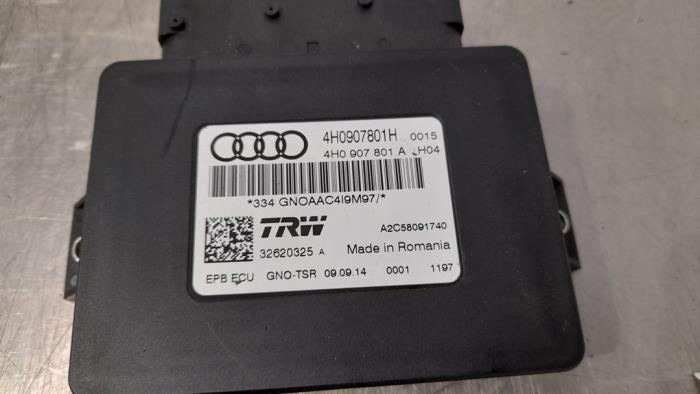 4H0907801H 0015
4H0 907 801 A H04
*334 GNOAAC4I9M97/*
TRW A2C58091740
32620325 A Made in Romania
EPB ECU GNO-TSR 09.09.14 0001 1197